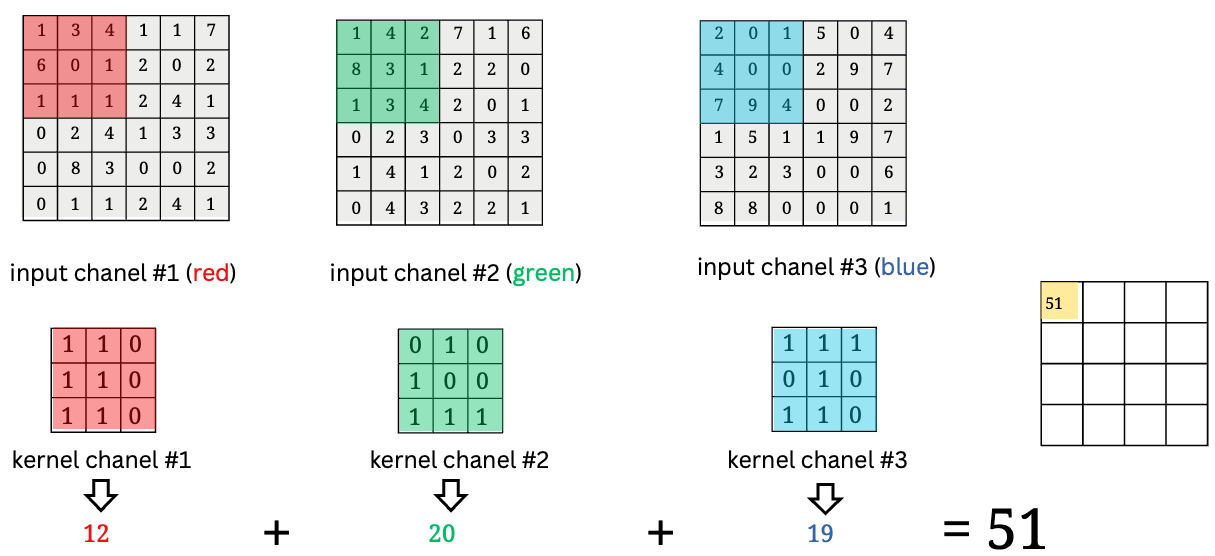 1 3 4 1 1 7
6 0 1 2 0 2
1 1 1 2 4 1
0 2 4 1 3 3
0 8 3 0 0 2
0 1 1 2 4 1
input chanel #1 (red)
1 4 2 7 1 6
8 3 1 2 2 0
1 3 4 2 0 1
0 2 3 0 3 3
1 4 1 2 0 2
0 4 3 2 2 1
input chanel #2 (green)
2 0 1 5 0 4
4 0 0 2 9 7
7 9 4 0 0 2
1 5 1 1 9 7
3 2 3 0 0 6
8 8 0 0 0 1
input chanel #3 (blue)
1 1 0
1 1 0
1 1 0
kernel chanel #1
0 1 0
1 0 0
1 1 1
kernel chanel #2
1 1 1
0 1 0
1 1 0
kernel chanel #3
51
12 + 20 + 19 = 51